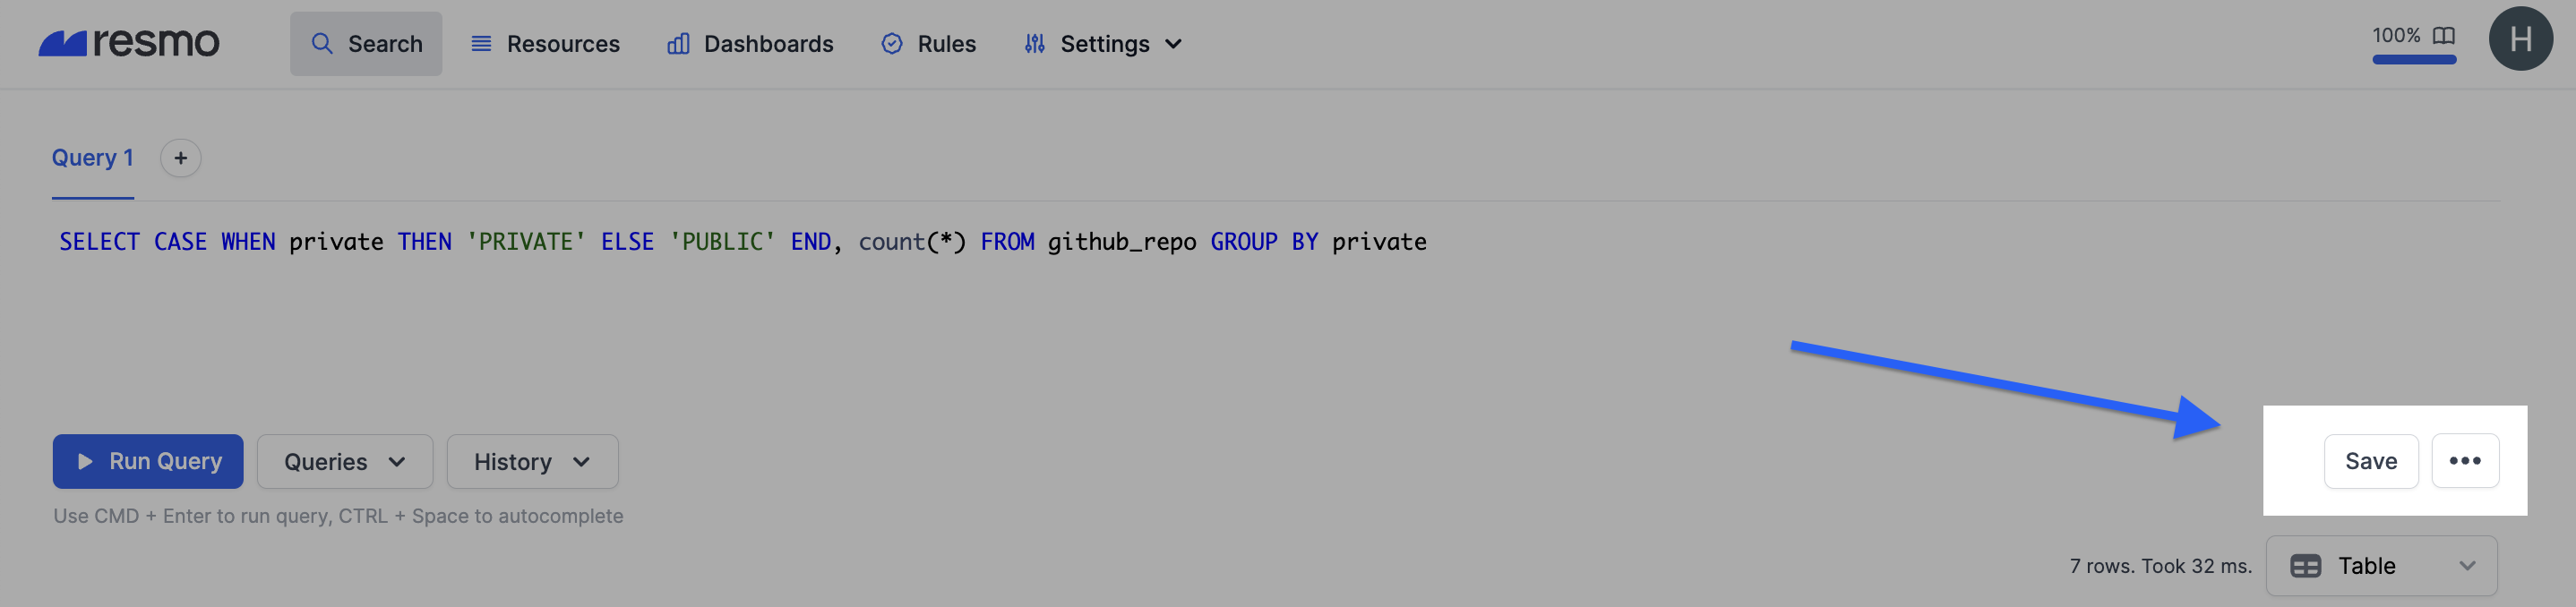 resmo
Search
Resources
Dashboards
Rules
Settings
100%
H
Query 1
+
SELECT CASE WHEN private THEN 'PRIVATE' ELSE 'PUBLIC' END, count(*) FROM github_repo GROUP BY private
Run Query
Queries
History
Save
•••
Use CMD + Enter to run query, CTRL + Space to autocomplete
7 rows. Took 32 ms.
Table